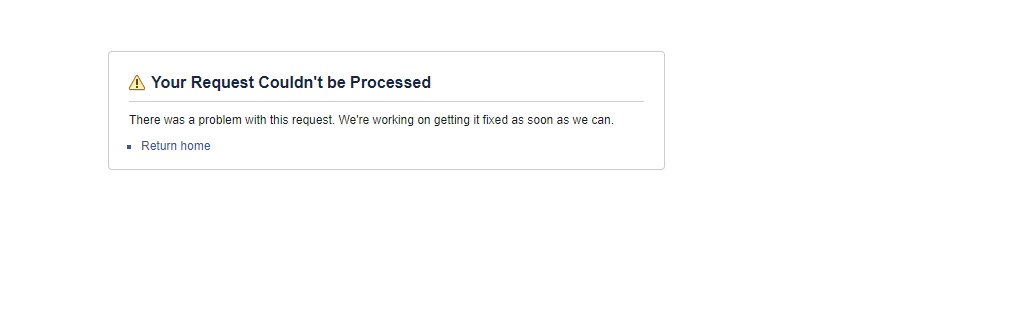 Your Request Couldn't be Processed
There was a problem with this request. We're working on getting it fixed as soon as we can.
Return home